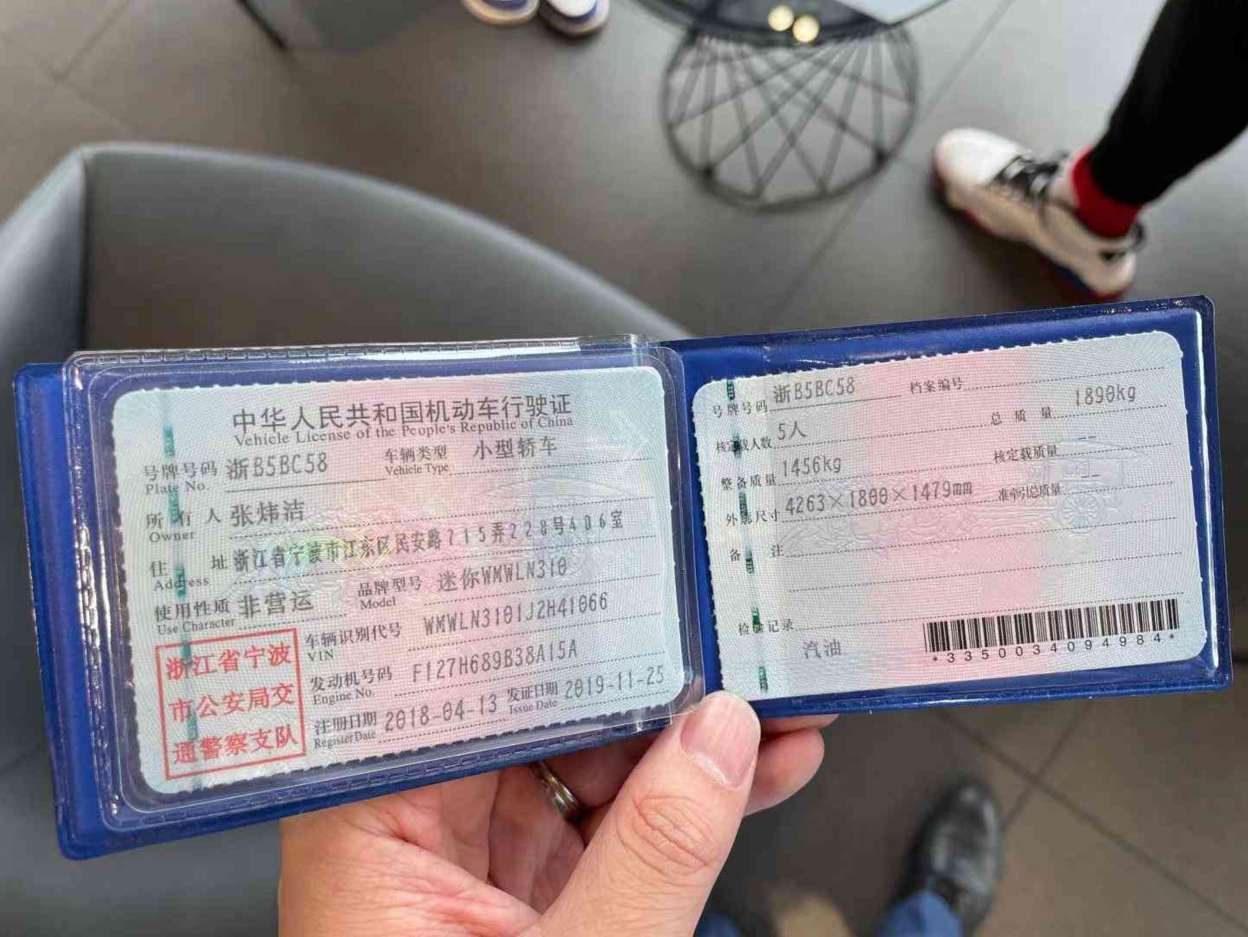 中华人民共和国机动车行驶证
Vehicle License of the People's Republic of China
号牌号码 浙B5BC58 车辆类型 小型轿车
Plate No. Vehicle Type
所有人 张炜洁
Owner
住址 浙江省宁波市江东区民安路215弄228号406室
Address
使用性质 非营运 品牌型号 迷你WMWLN310
Use Character Model
浙江省宁波
市公安局交
通警察支队
车辆识别代号 WMWLN3101J2H41066
VIN
发动机号码 F127H689B38A15A
Engine No.
注册日期 2018-04-13 发证日期 2019-11-25
Register Date Issue Date
号牌号码 浙B5BC58 档案编号
核定载人数 5人 总质量 1890kg
整备质量 1456kg 核定载质量 --
外廓尺寸 4263×1800×1479mm 准牵引总质量 --
备注
检验记录
汽油
*3350034094984*